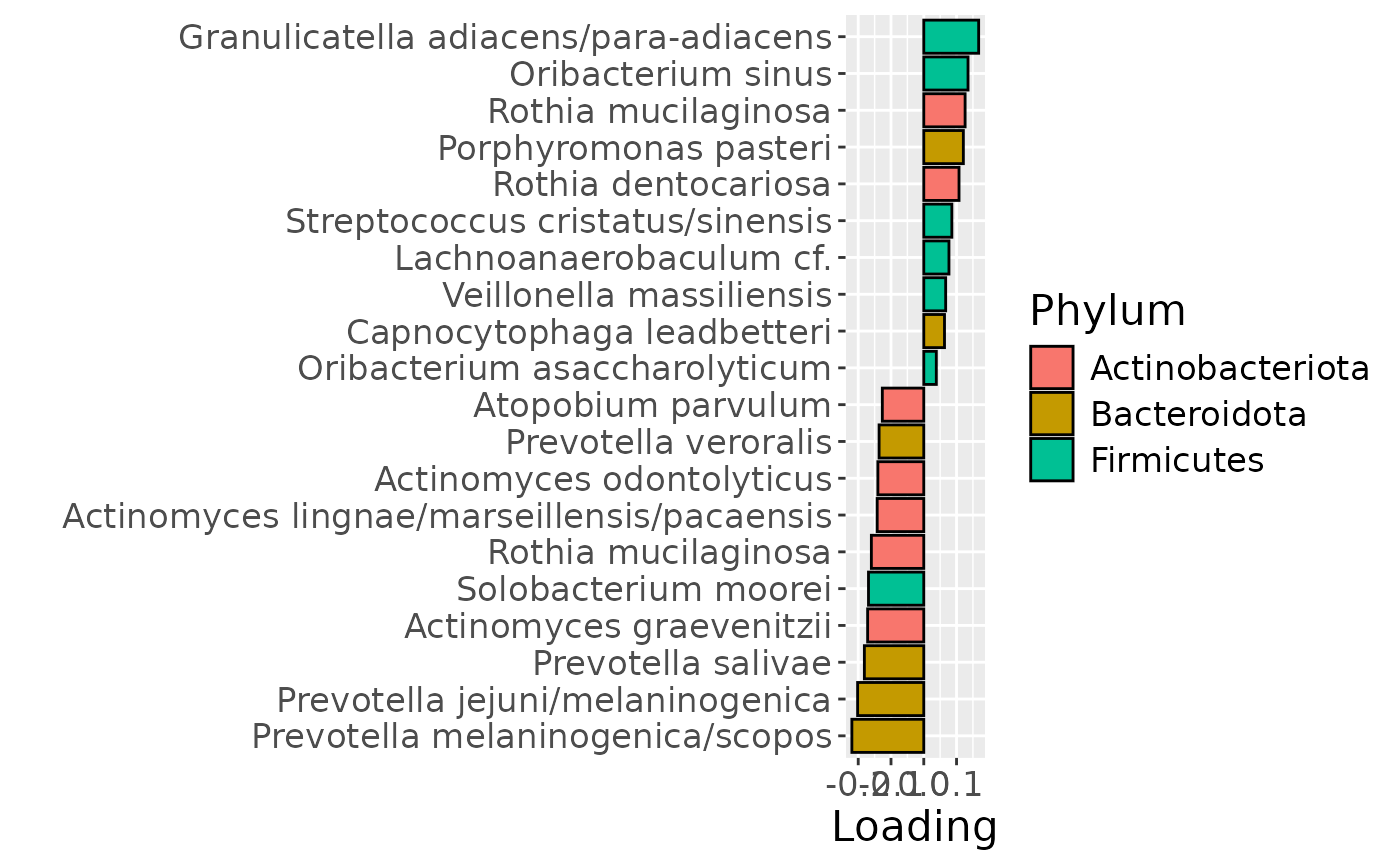 Granulicatella adiacens/para-adiacens
Oribacterium sinus
Rothia mucilaginosa
Porphyromonas pasteri
Rothia dentocariosa
Streptococcus cristatus/sinensis
Lachnoanaerobaculum cf.
Veillonella massiliensis
Capnocytophaga leadbetteri
Oribacterium asaccharolyticum
Atopobium parvulum
Prevotella veroralis
Actinomyces odontolyticus
Actinomyces lingnae/marseillensis/pacaensis
Rothia mucilaginosa
Solobacterium moorei
Actinomyces graevenitzii
Prevotella salivae
Prevotella jejuni/melaninogenica
Prevotella melaninogenica/scopos
-0.2 -0.1 0.0 0.1
Loading
Phylum
Actinobacteriota
Bacteroidota
Firmicutes